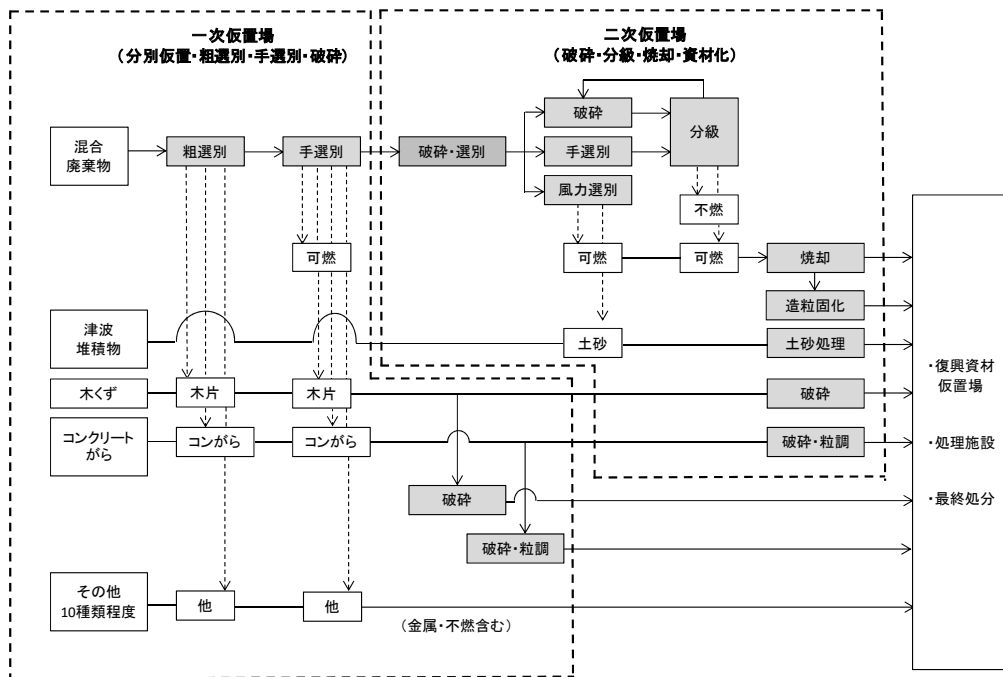 一次仮置場
（分別仮置・粗選別・手選別・破砕）
二次仮置場
（破砕・分級・焼却・資材化）
混合
廃棄物
粗選別
手選別
破砕・選別
破砕
手選別
風力選別
分級
不燃
可燃
可燃
可燃
焼却
造粒固化
津波
堆積物
土砂
土砂処理
木くず
木片
木片
破砕
コンクリート
がら
コンがら
コンがら
破砕・粒調
破砕
破砕・粒調
その他
10種類程度
他
他
（金属・不燃含む）
・復興資材
仮置場
・処理施設
・最終処分